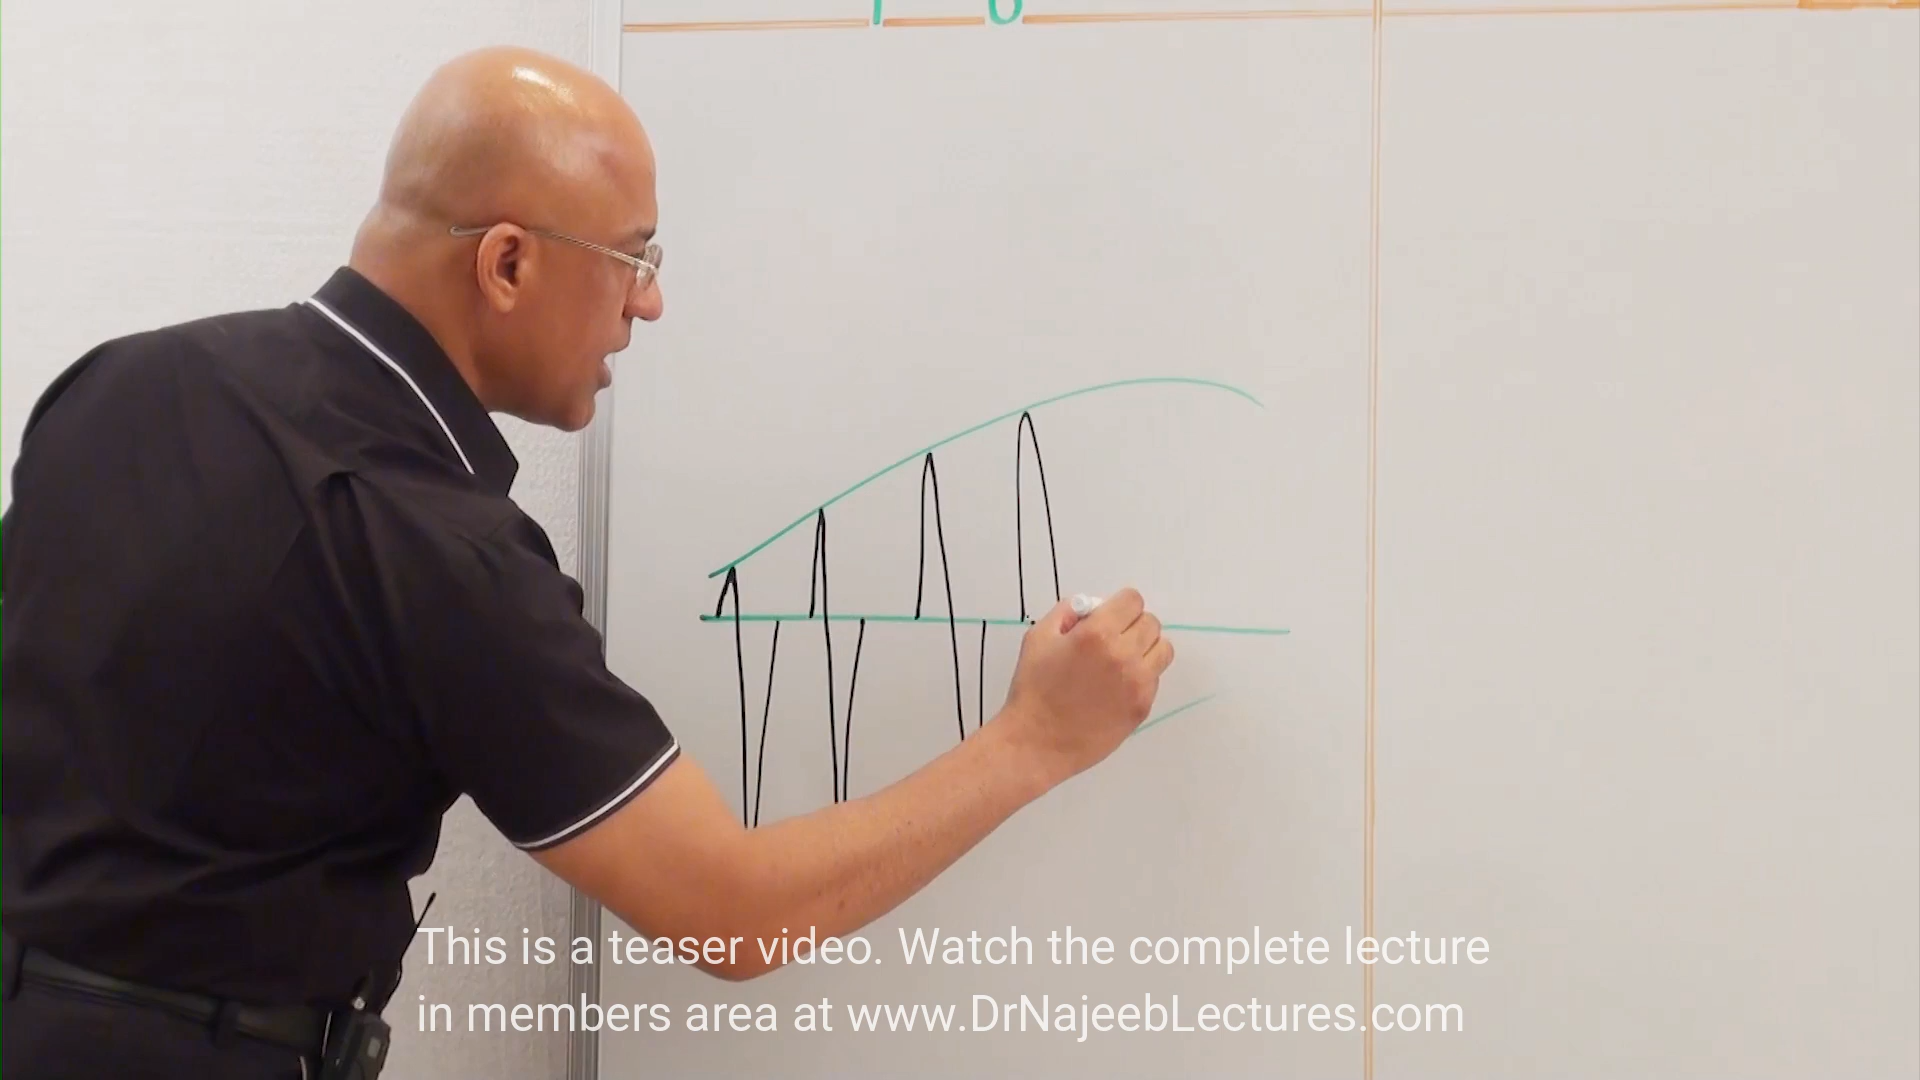 This is a teaser video. Watch the complete lecture
in members area at www.DrNajeebLectures.com